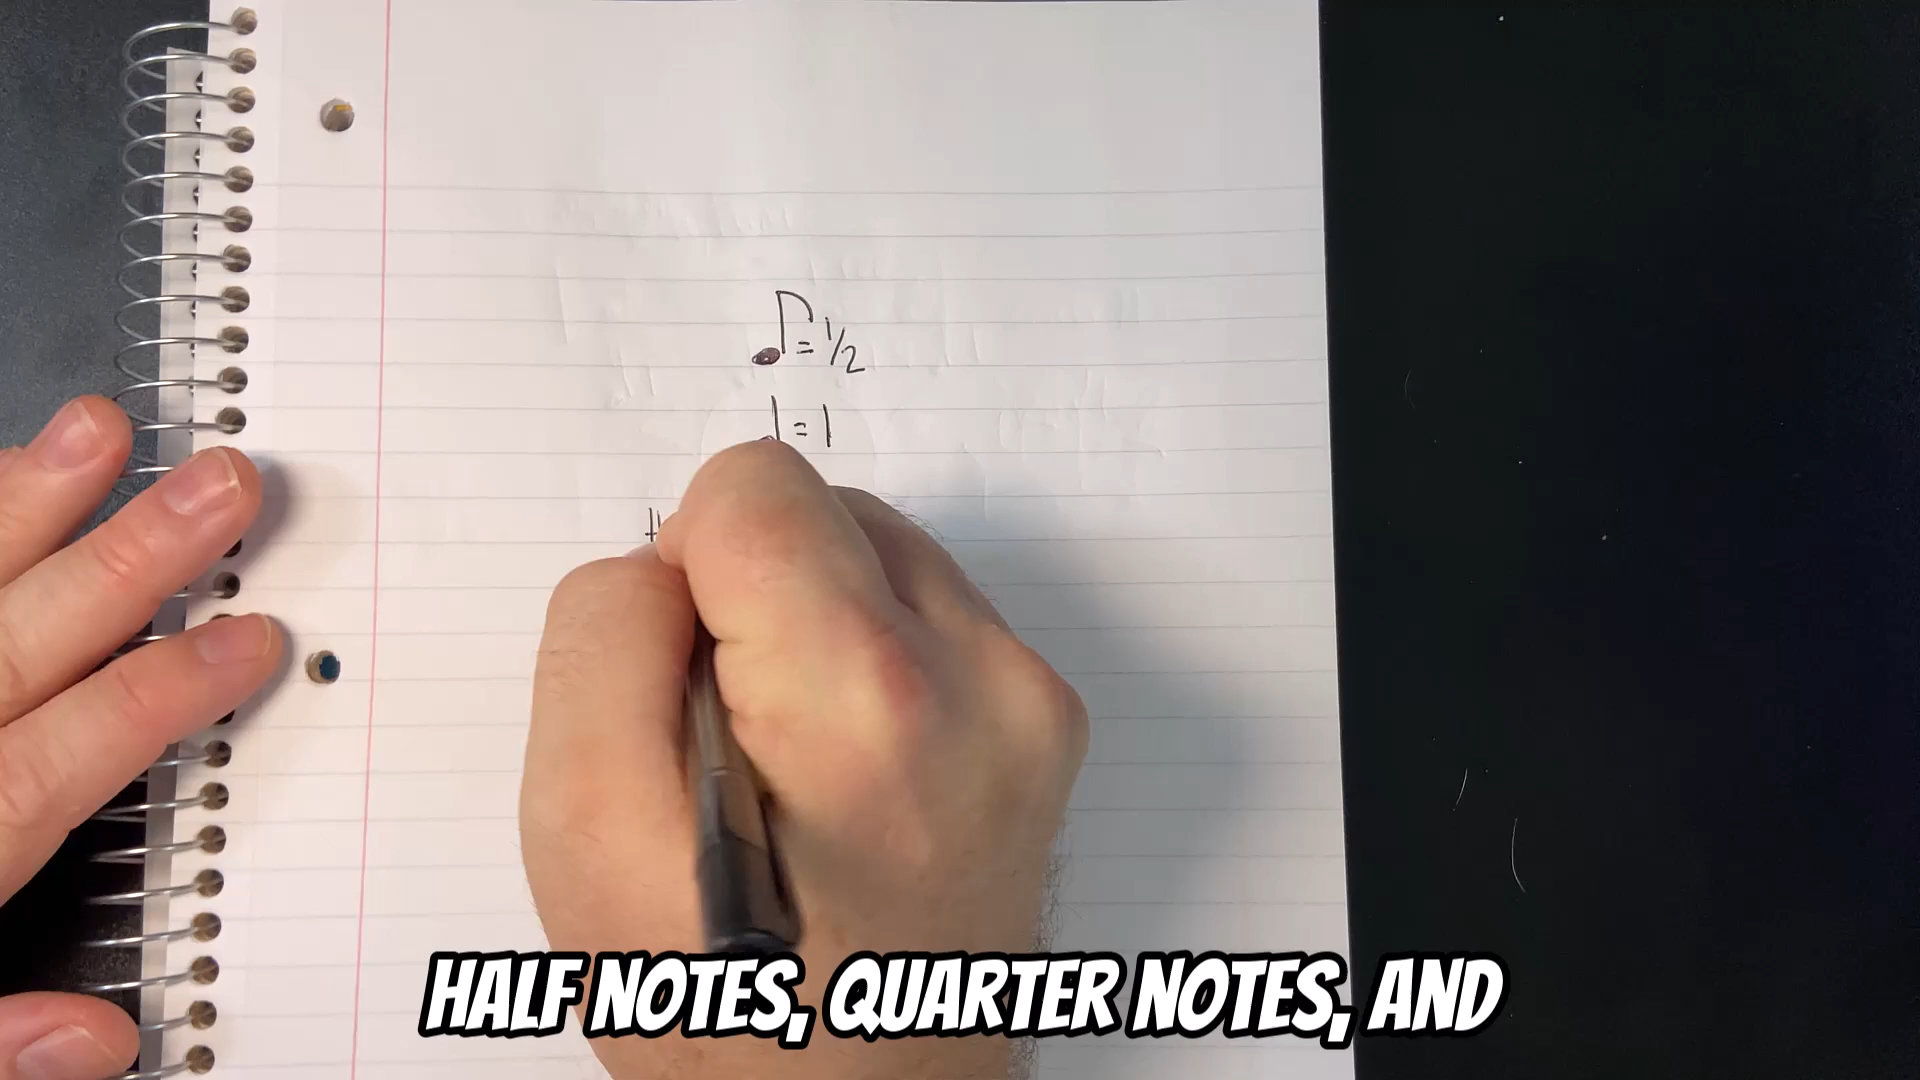 ♪=1/2
♩=1
HALF NOTES, QUARTER NOTES, AND